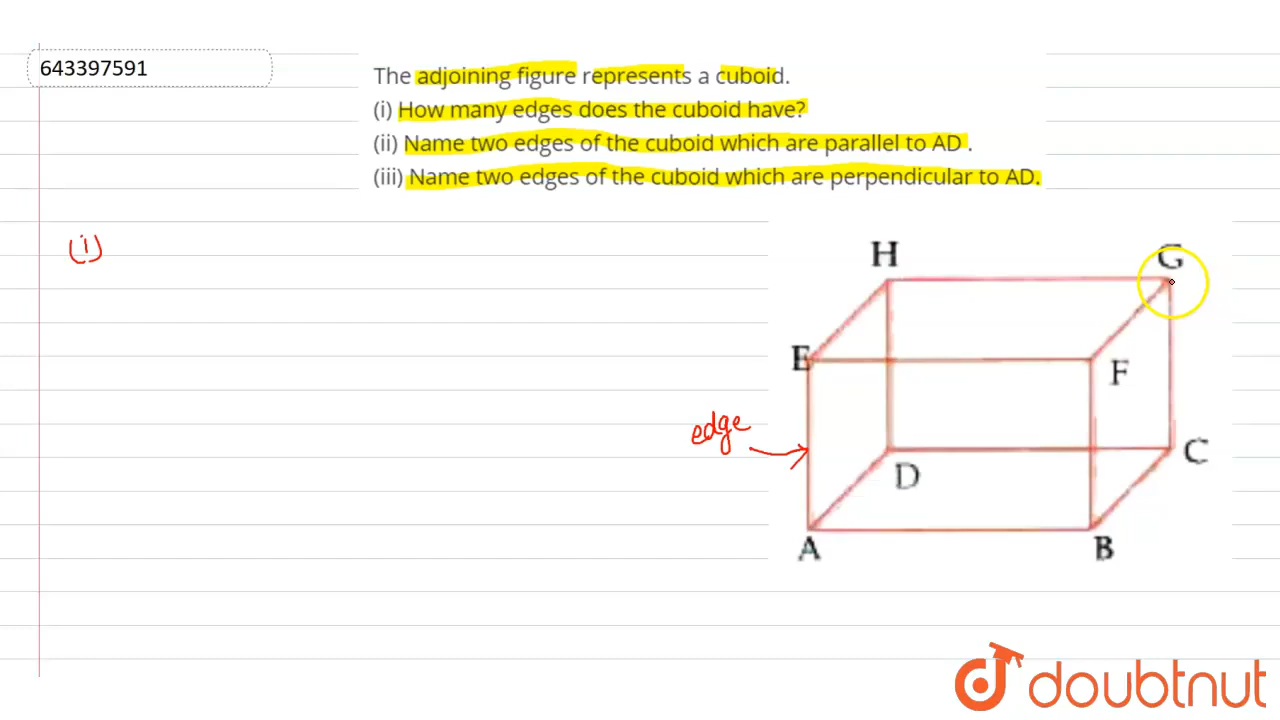 643397591
The adjoining figure represents a cuboid.
(i) How many edges does the cuboid have?
(ii) Name two edges of the cuboid which are parallel to AD .
(iii) Name two edges of the cuboid which are perpendicular to AD.
(i)
H G
E F
edge
D C
A B
doubtnut